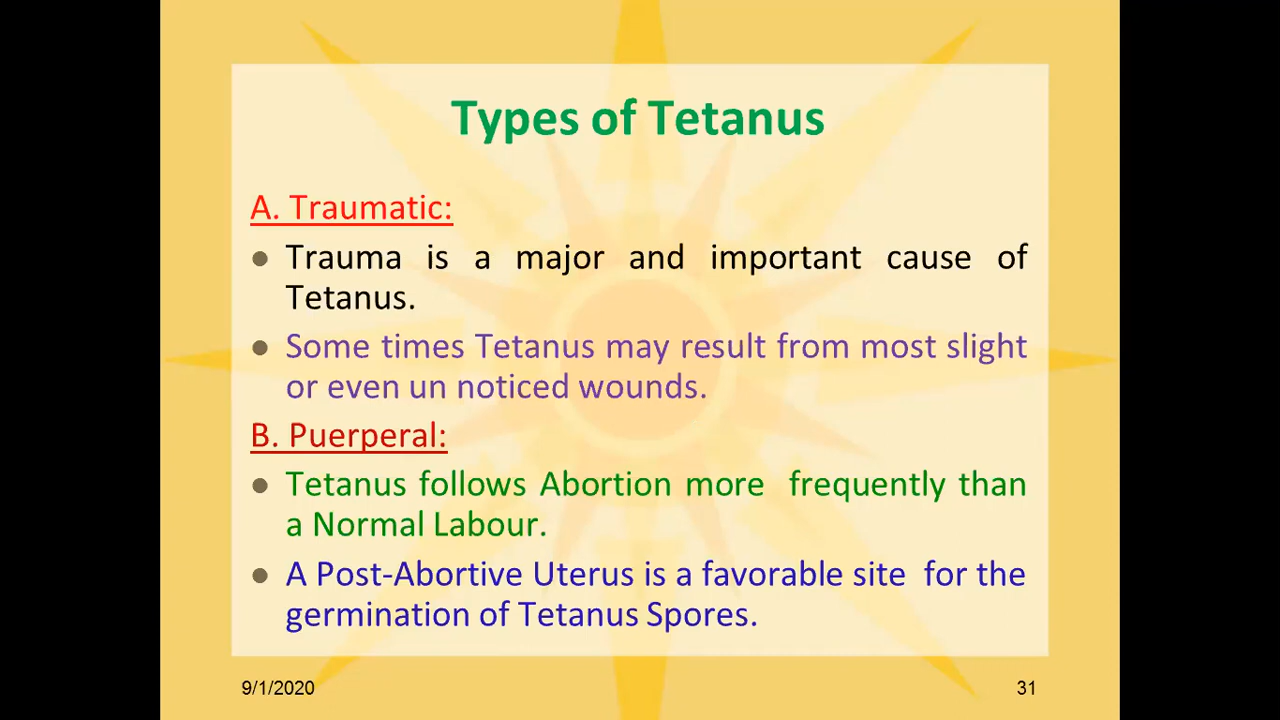 Types of Tetanus
A. Traumatic:
● Trauma is a major and important cause of
Tetanus.
● Some times Tetanus may result from most slight
or even un noticed wounds.
B. Puerperal:
● Tetanus follows Abortion more frequently than
a Normal Labour.
● A Post-Abortive Uterus is a favorable site for the
germination of Tetanus Spores.
9/1/2020
31